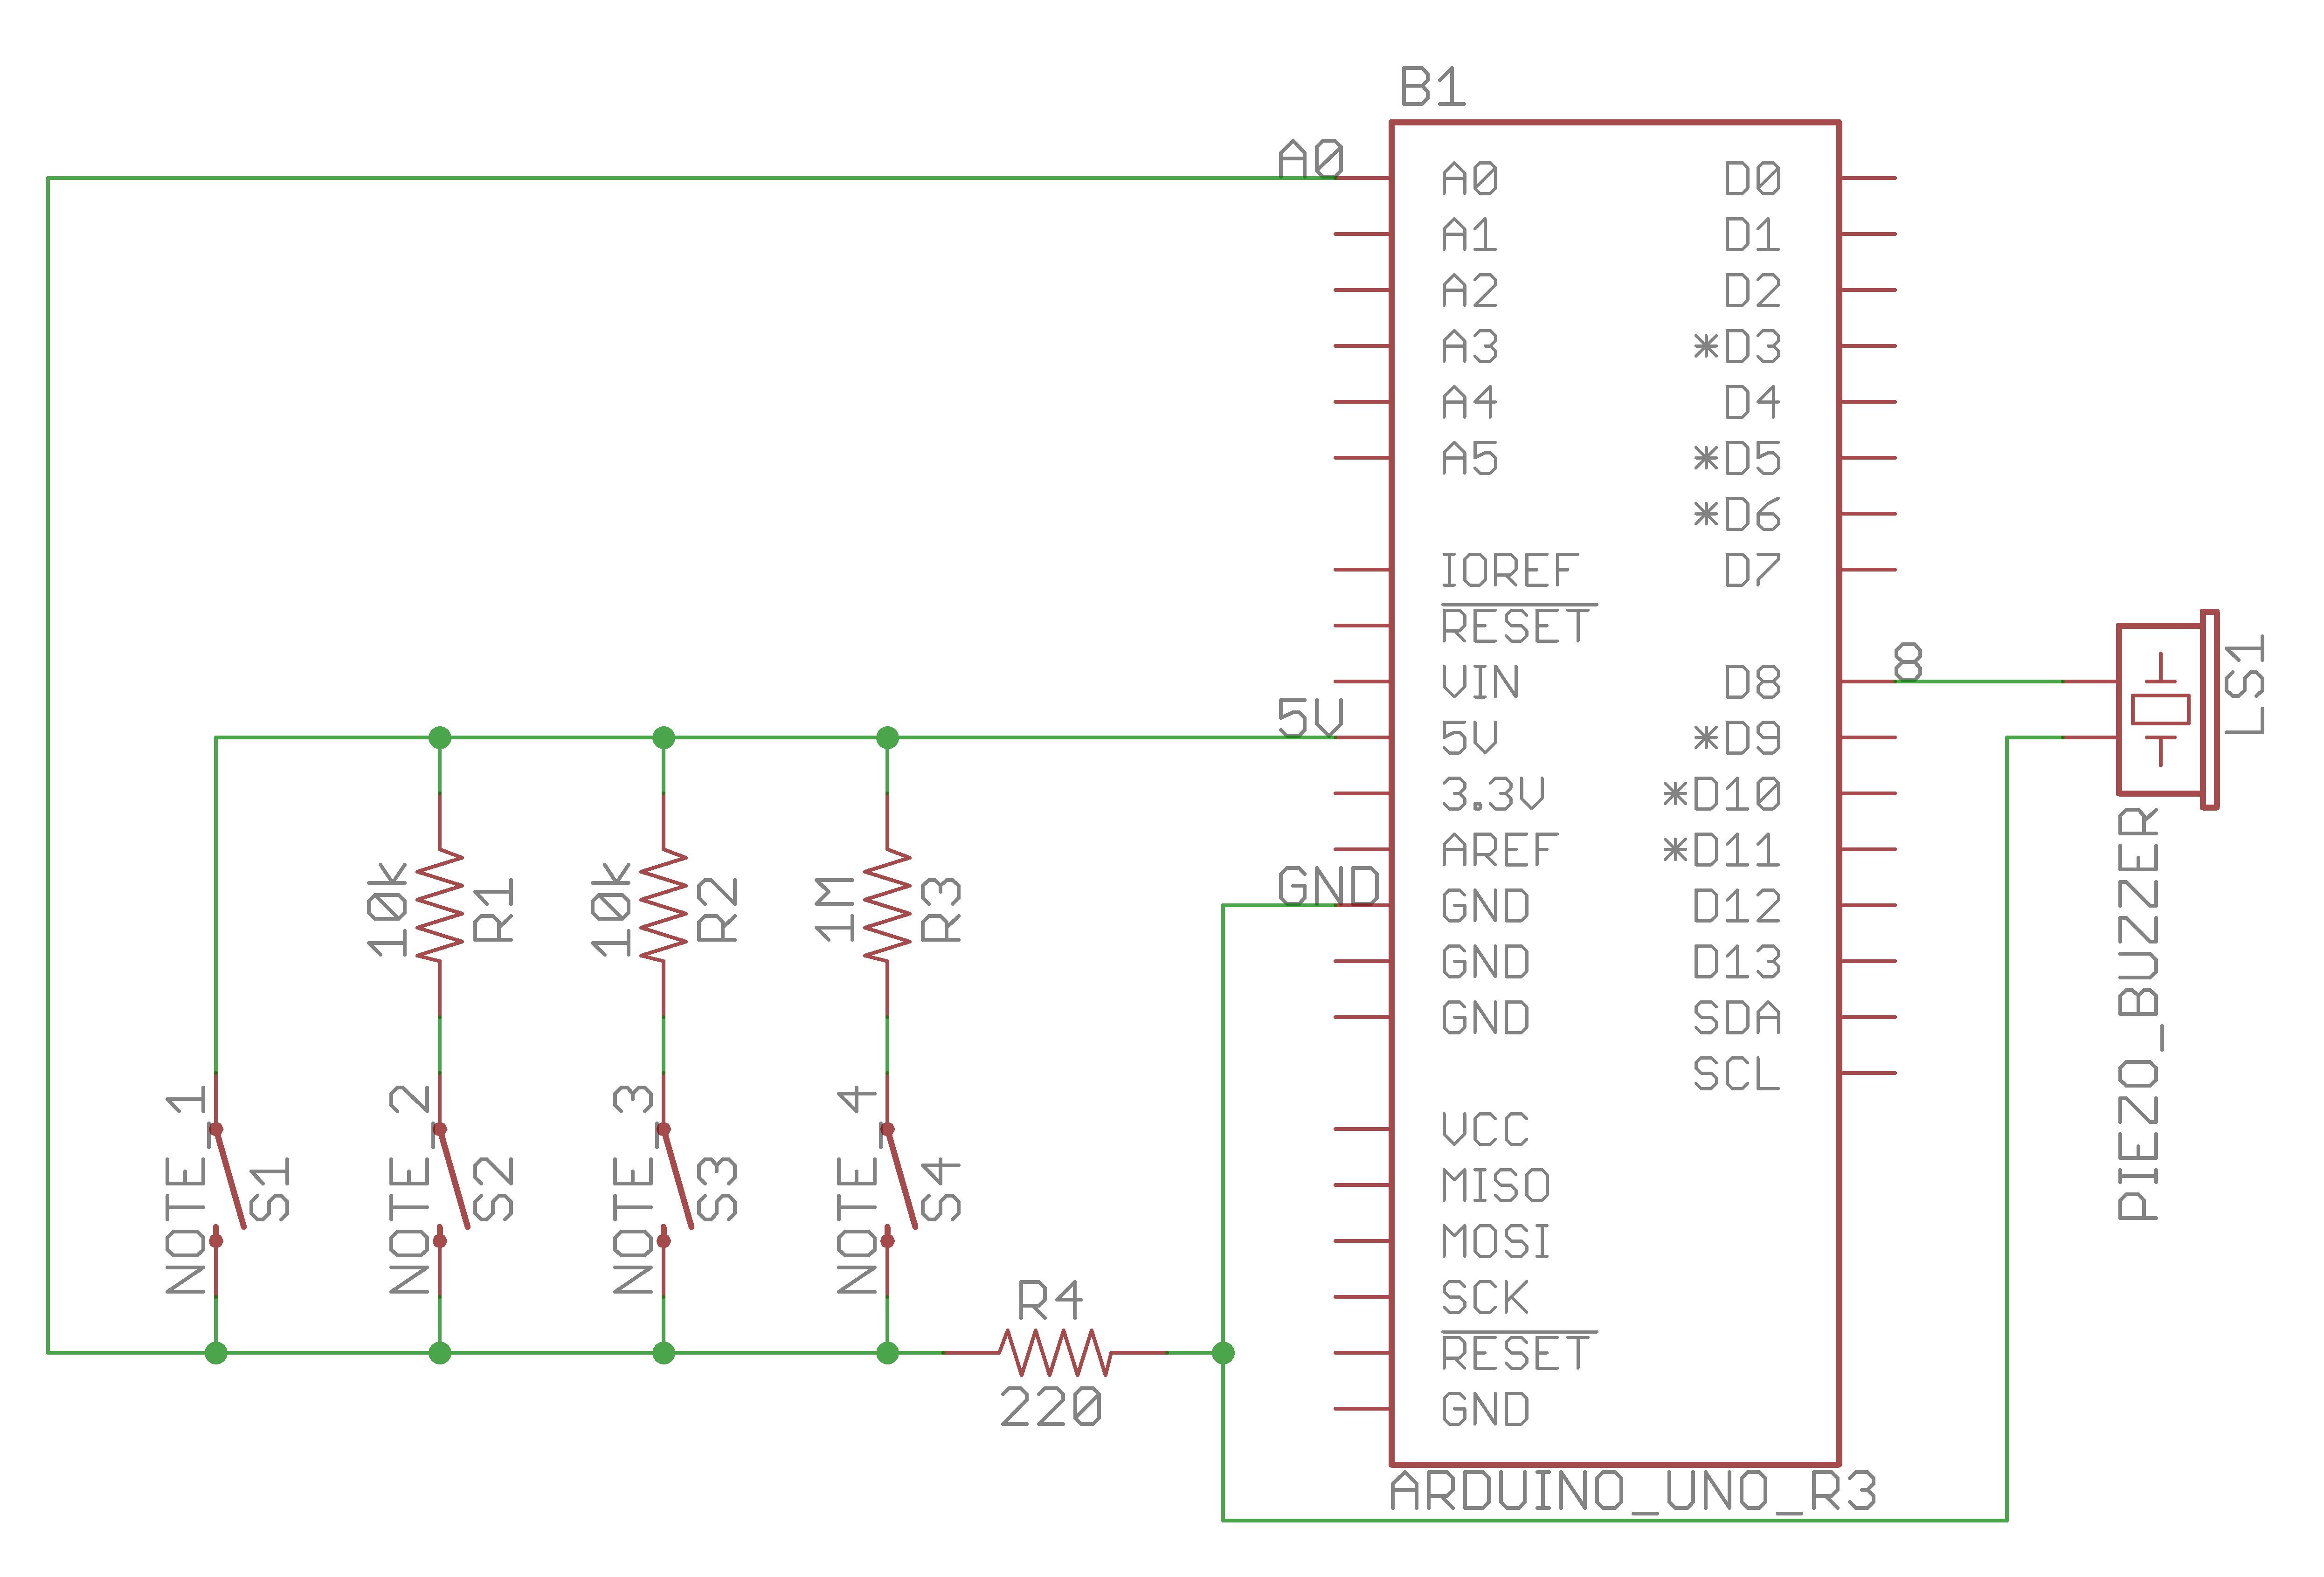 B1
A0
A0 D0
A1 D1
A2 D2
A3 *D3
A4 D4
A5 *D5
*D6
IOREF D7
RESET
8
VIN D8
5V
5V *D9
3.3V *D10
AREF *D11
GND
GND D12
GND D13
GND SDA
SCL
VCC
MISO
MOSI
SCK
RESET
GND
ARDUINO_UNO_R3
LS1
PIEZO_BUZZER
10k
R1
10k
R2
1M
R3
NOTE_1
S1
NOTE_2
S2
NOTE_3
S3
NOTE_4
S4
R4
220